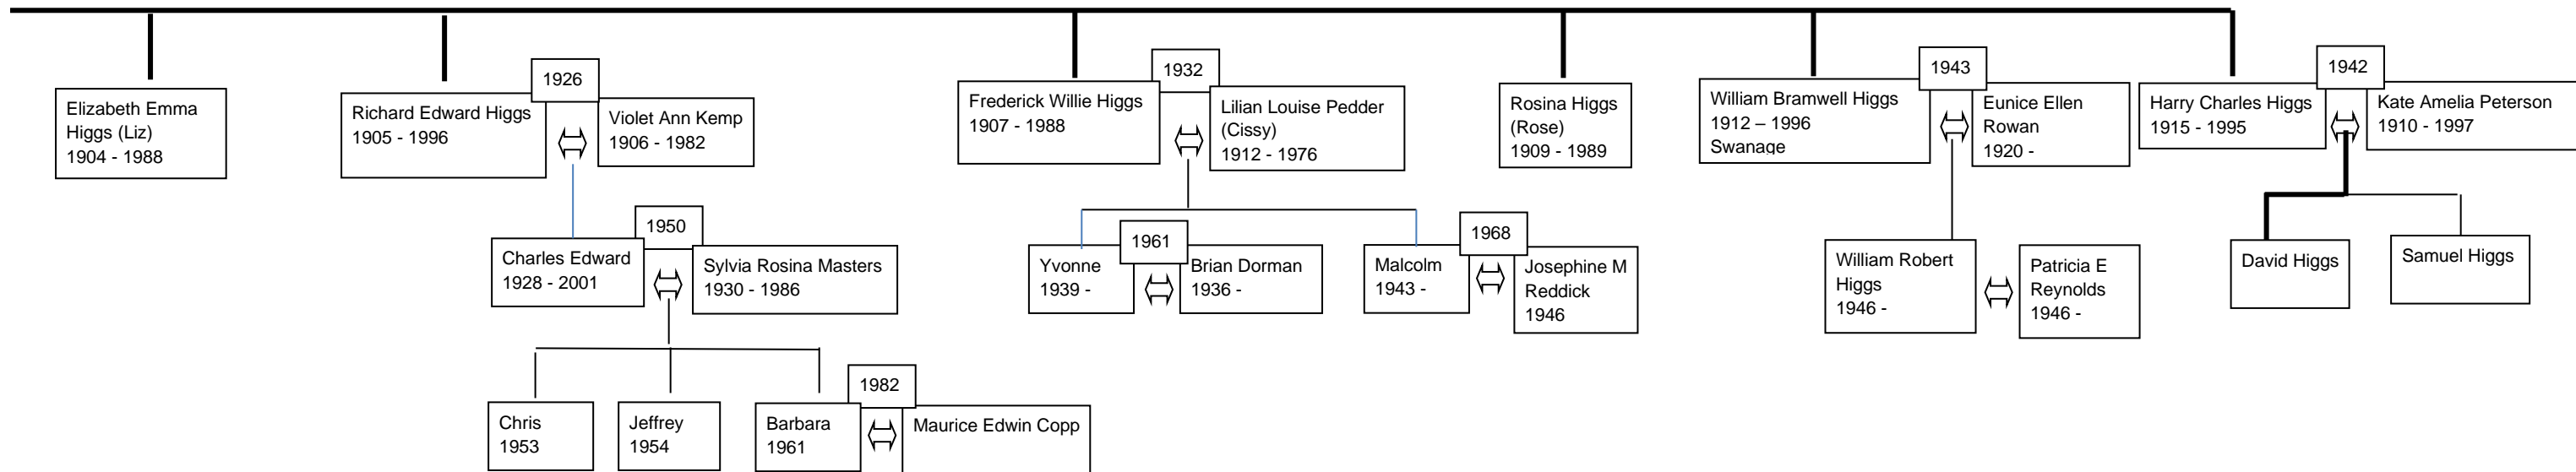 1926
1932
1943
1942
Elizabeth Emma
Higgs (Liz)
1904 - 1988
Richard Edward Higgs
1905 - 1996
Violet Ann Kemp
1906 - 1982
Frederick Willie Higgs
1907 - 1988
Lilian Louise Pedder
(Cissy)
1912 - 1976
Rosina Higgs
(Rose)
1909 - 1989
William Bramwell Higgs
1912 – 1996
Swanage
Eunice Ellen
Rowan
1920 -
Harry Charles Higgs
1915 - 1995
Kate Amelia Peterson
1910 - 1997
1950
1961
1968
Charles Edward
1928 - 2001
Sylvia Rosina Masters
1930 - 1986
Yvonne
1939 -
Brian Dorman
1936 -
Malcolm
1943 -
Josephine M
Reddick
1946
William Robert
Higgs
1946 -
Patricia E
Reynolds
1946 -
David Higgs
Samuel Higgs
1982
Chris
1953
Jeffrey
1954
Barbara
1961
Maurice Edwin Copp